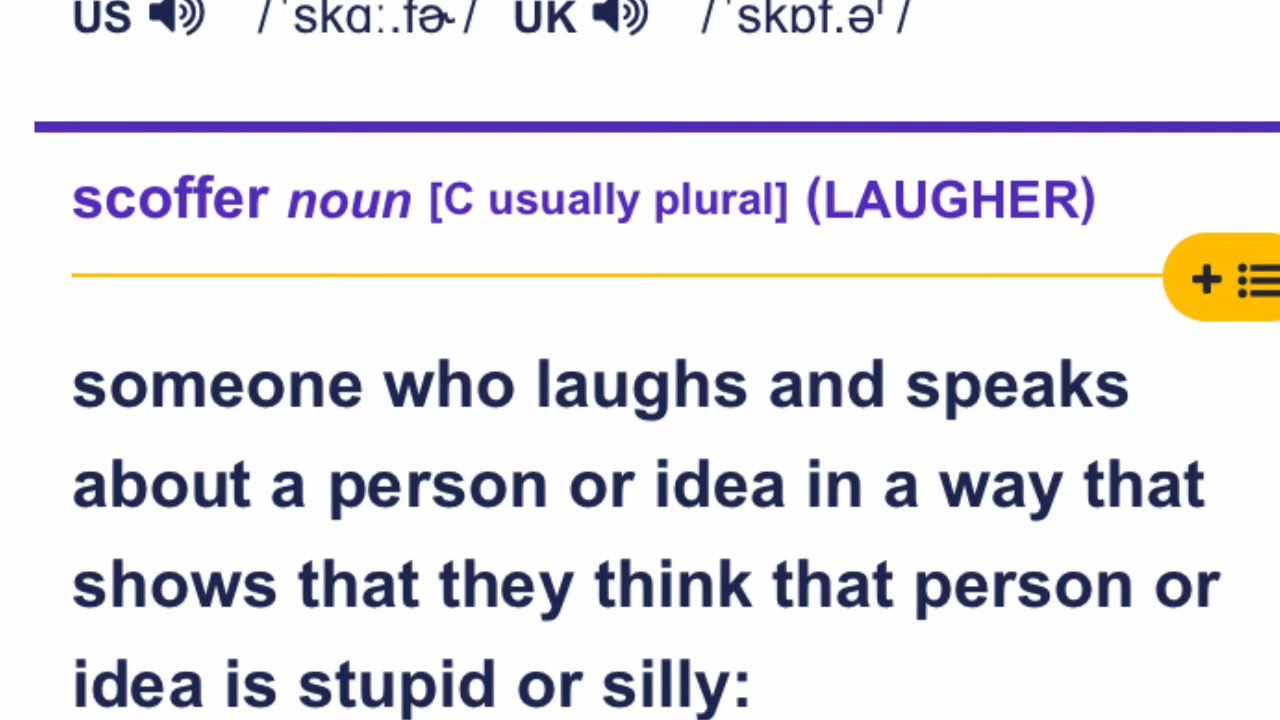 US /ˈskɑː.fɚ/ UK /ˈskɒf.əʳ/
scoffer noun [C usually plural] (LAUGHER)
someone who laughs and speaks
about a person or idea in a way that
shows that they think that person or
idea is stupid or silly: